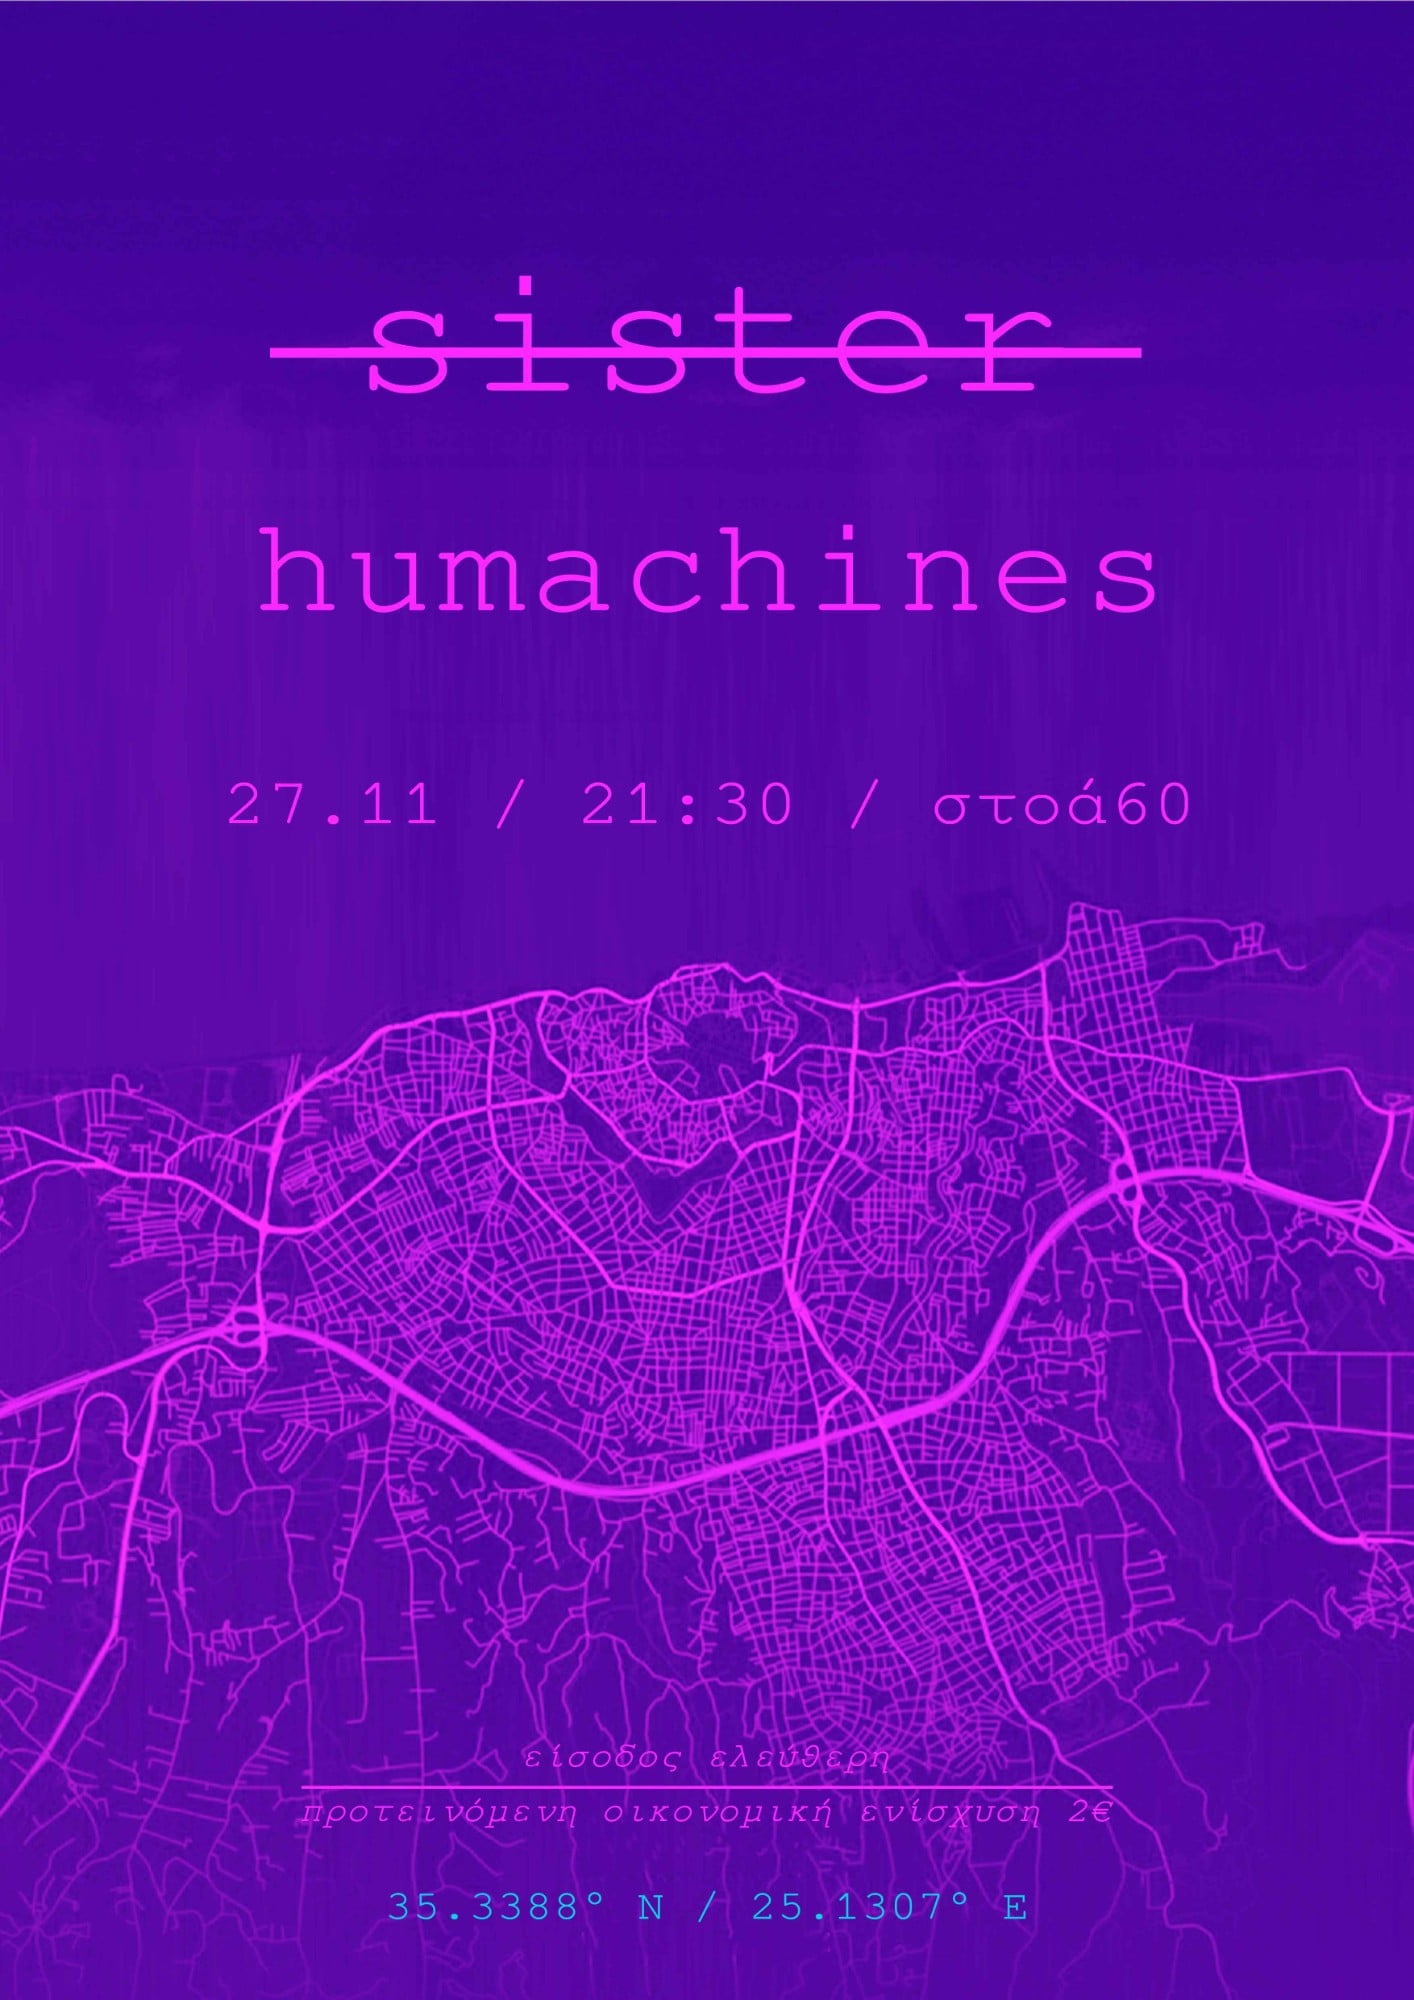 sister
humachines
27.11 / 21:30 / στοά60
είσοδος ελεύθερη
προτεινόμενη οικονομική ενίσχυση 2€
35.3388° N / 25.1307° E